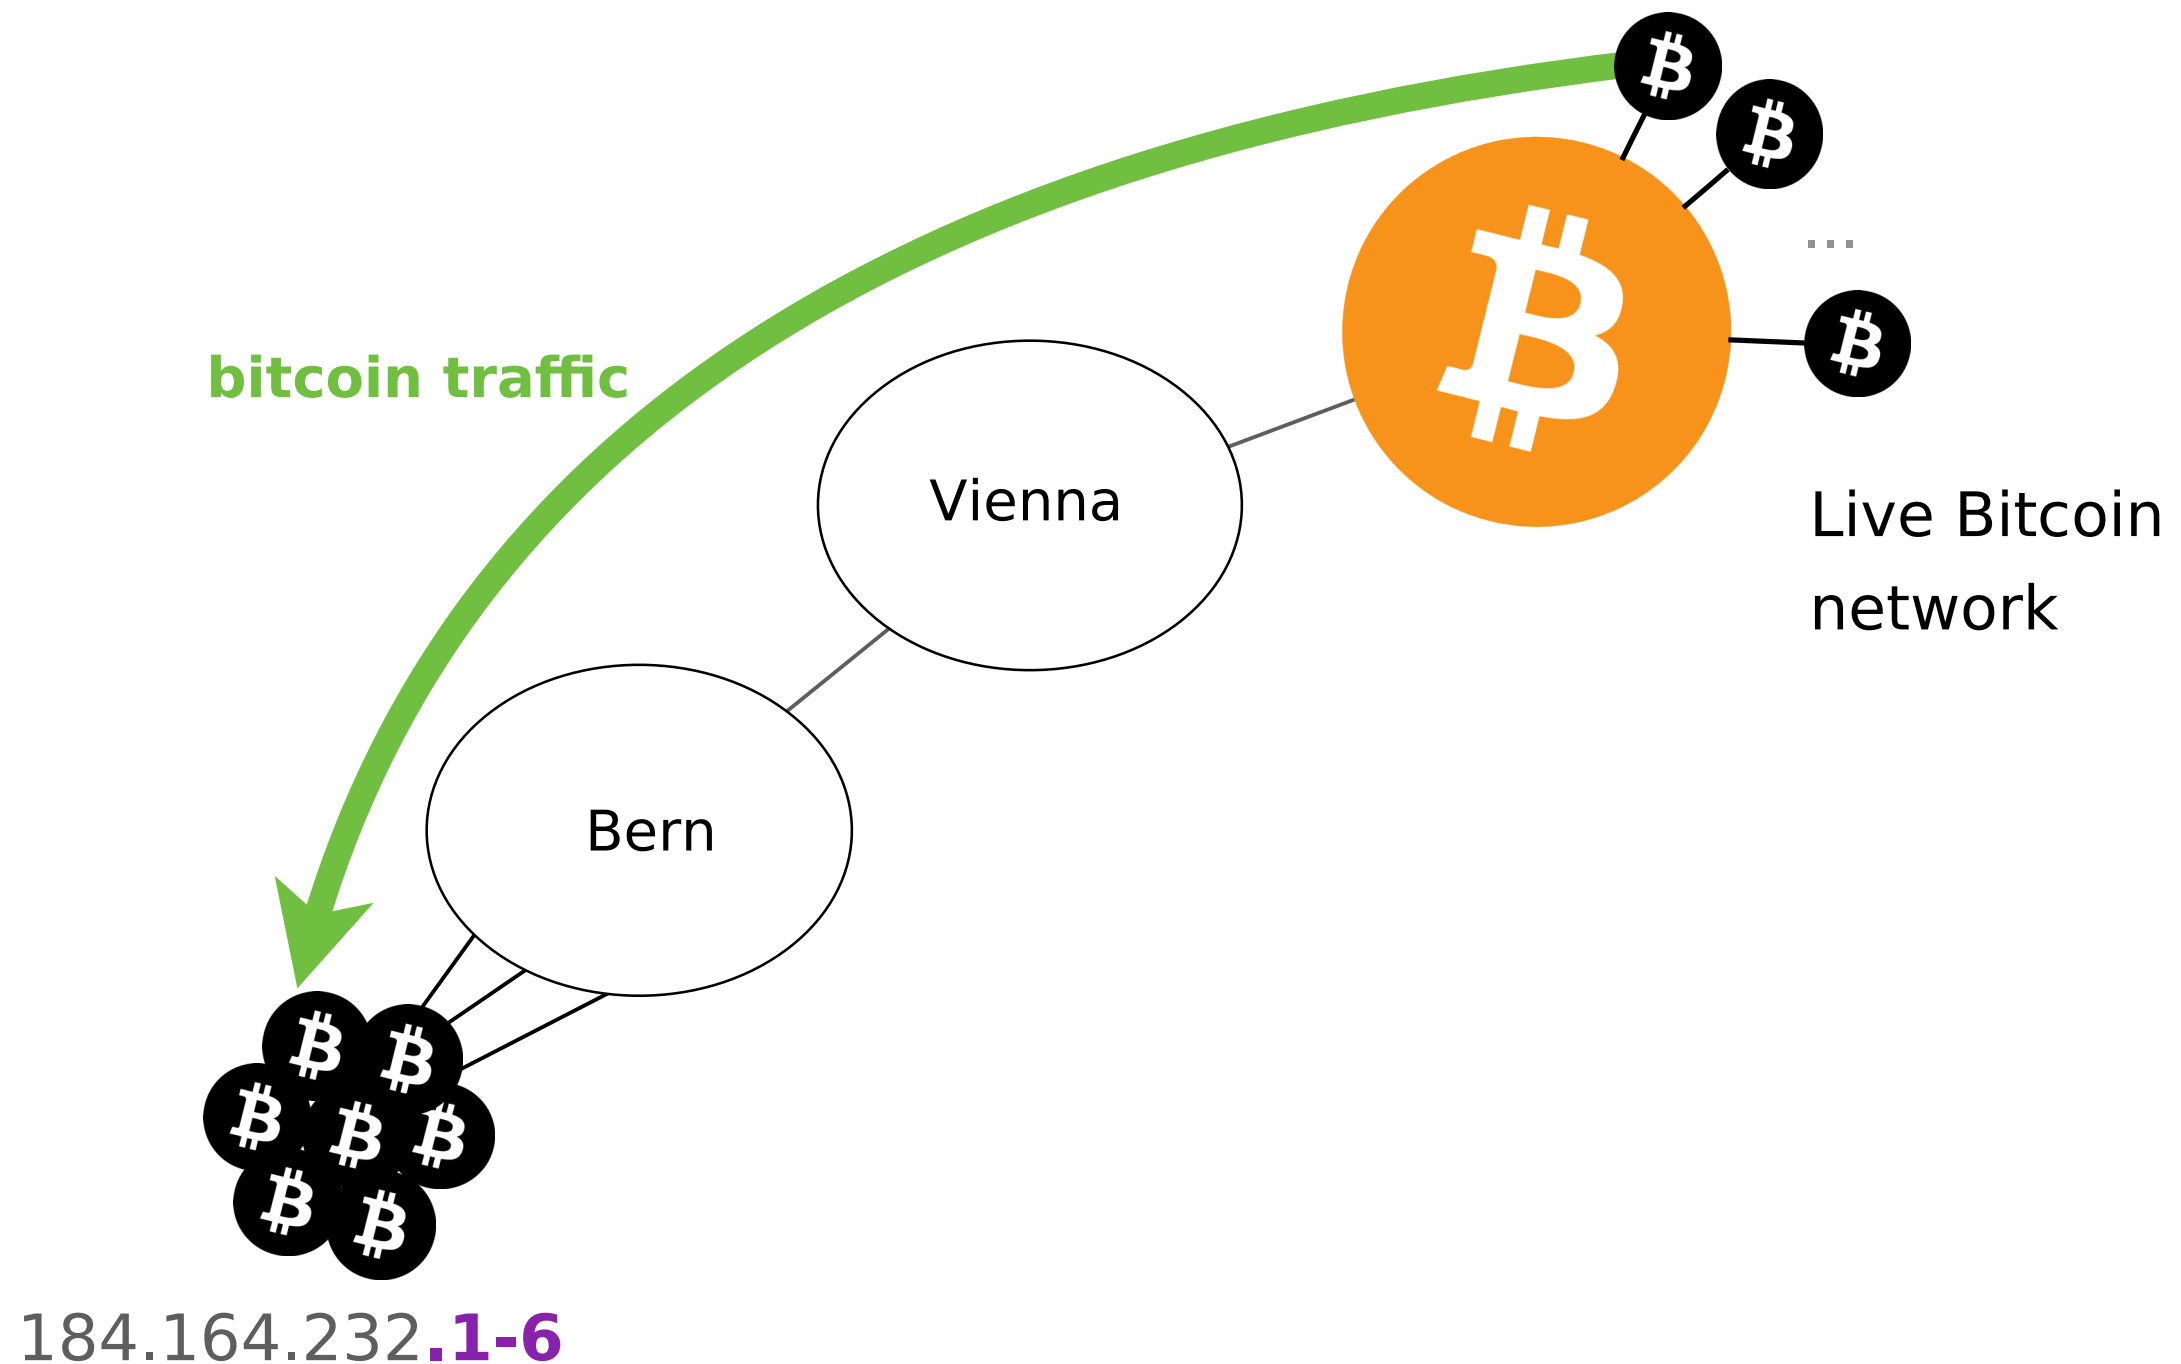 bitcoin traffic
Vienna
...
Live Bitcoin
network
Bern
184.164.232.1-6